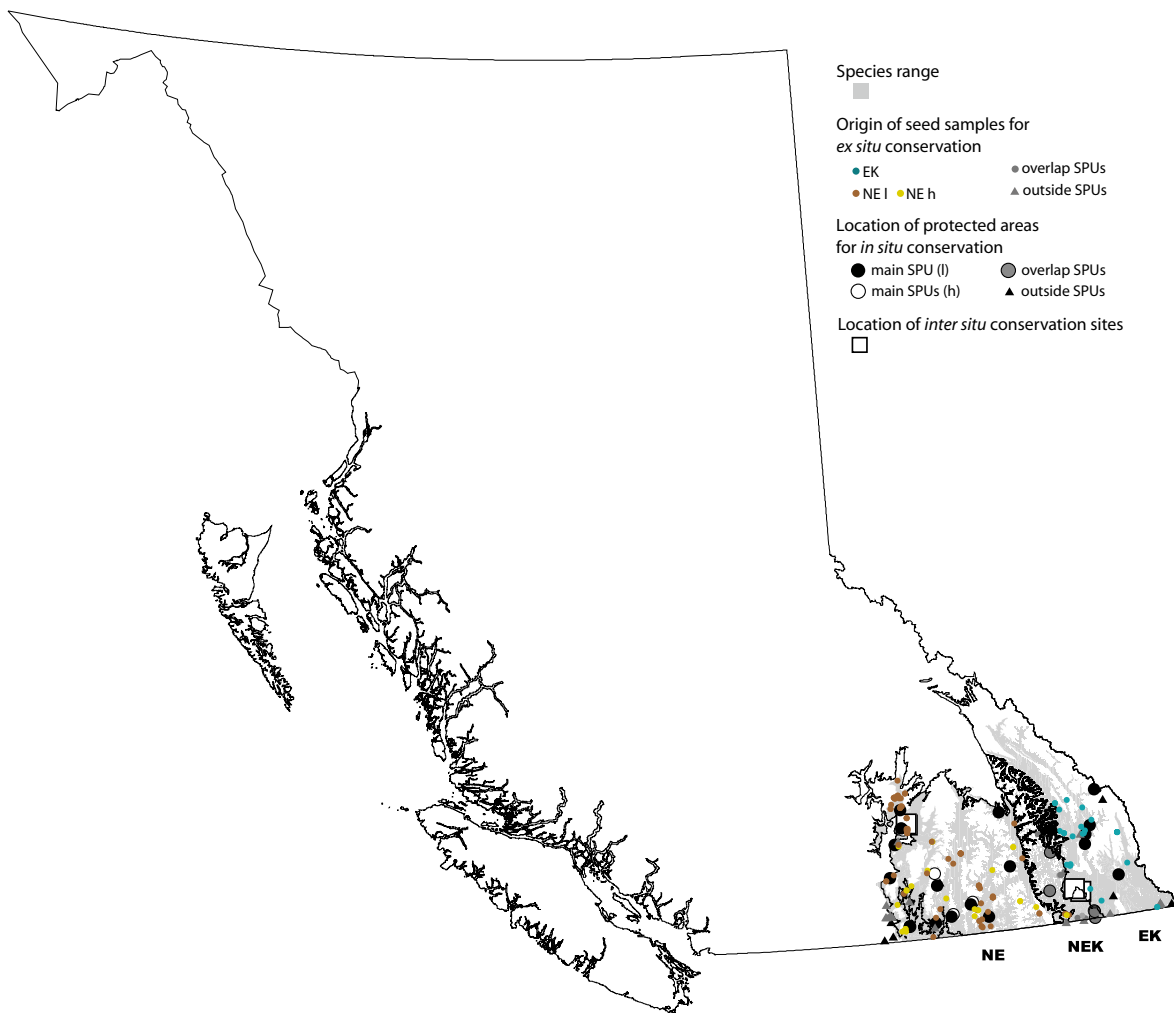 Species range
Origin of seed samples for
ex situ conservation
EK
overlap SPUs
NE l
NE h
outside SPUs
Location of protected areas
for in situ conservation
main SPU (l)
overlap SPUs
main SPUs (h)
outside SPUs
Location of inter situ conservation sites
NE
NEK
EK